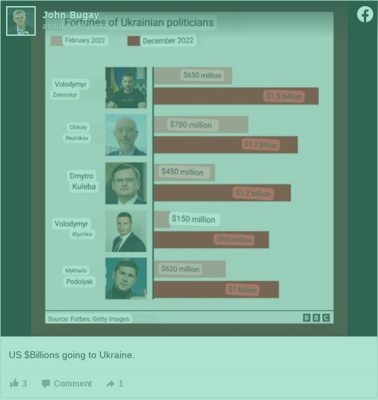 John Bugay
Fortunes of Ukrainian politicians
February 2022
December 2022
Volodymyr
Zelenskyi
$650 million
$1.5 billion
Oleksiy
Reznikov
$780 million
$1.3 billion
Dmytro
Kuleba
$450 million
$1.2 billion
Volodymyr
Klychko
$150 million
Mykhailo
Podolyak
$620 million
$1 billion
Source: Forbes, Getty Images
BBC
US $Billions going to Ukraine.
3 Comment 1